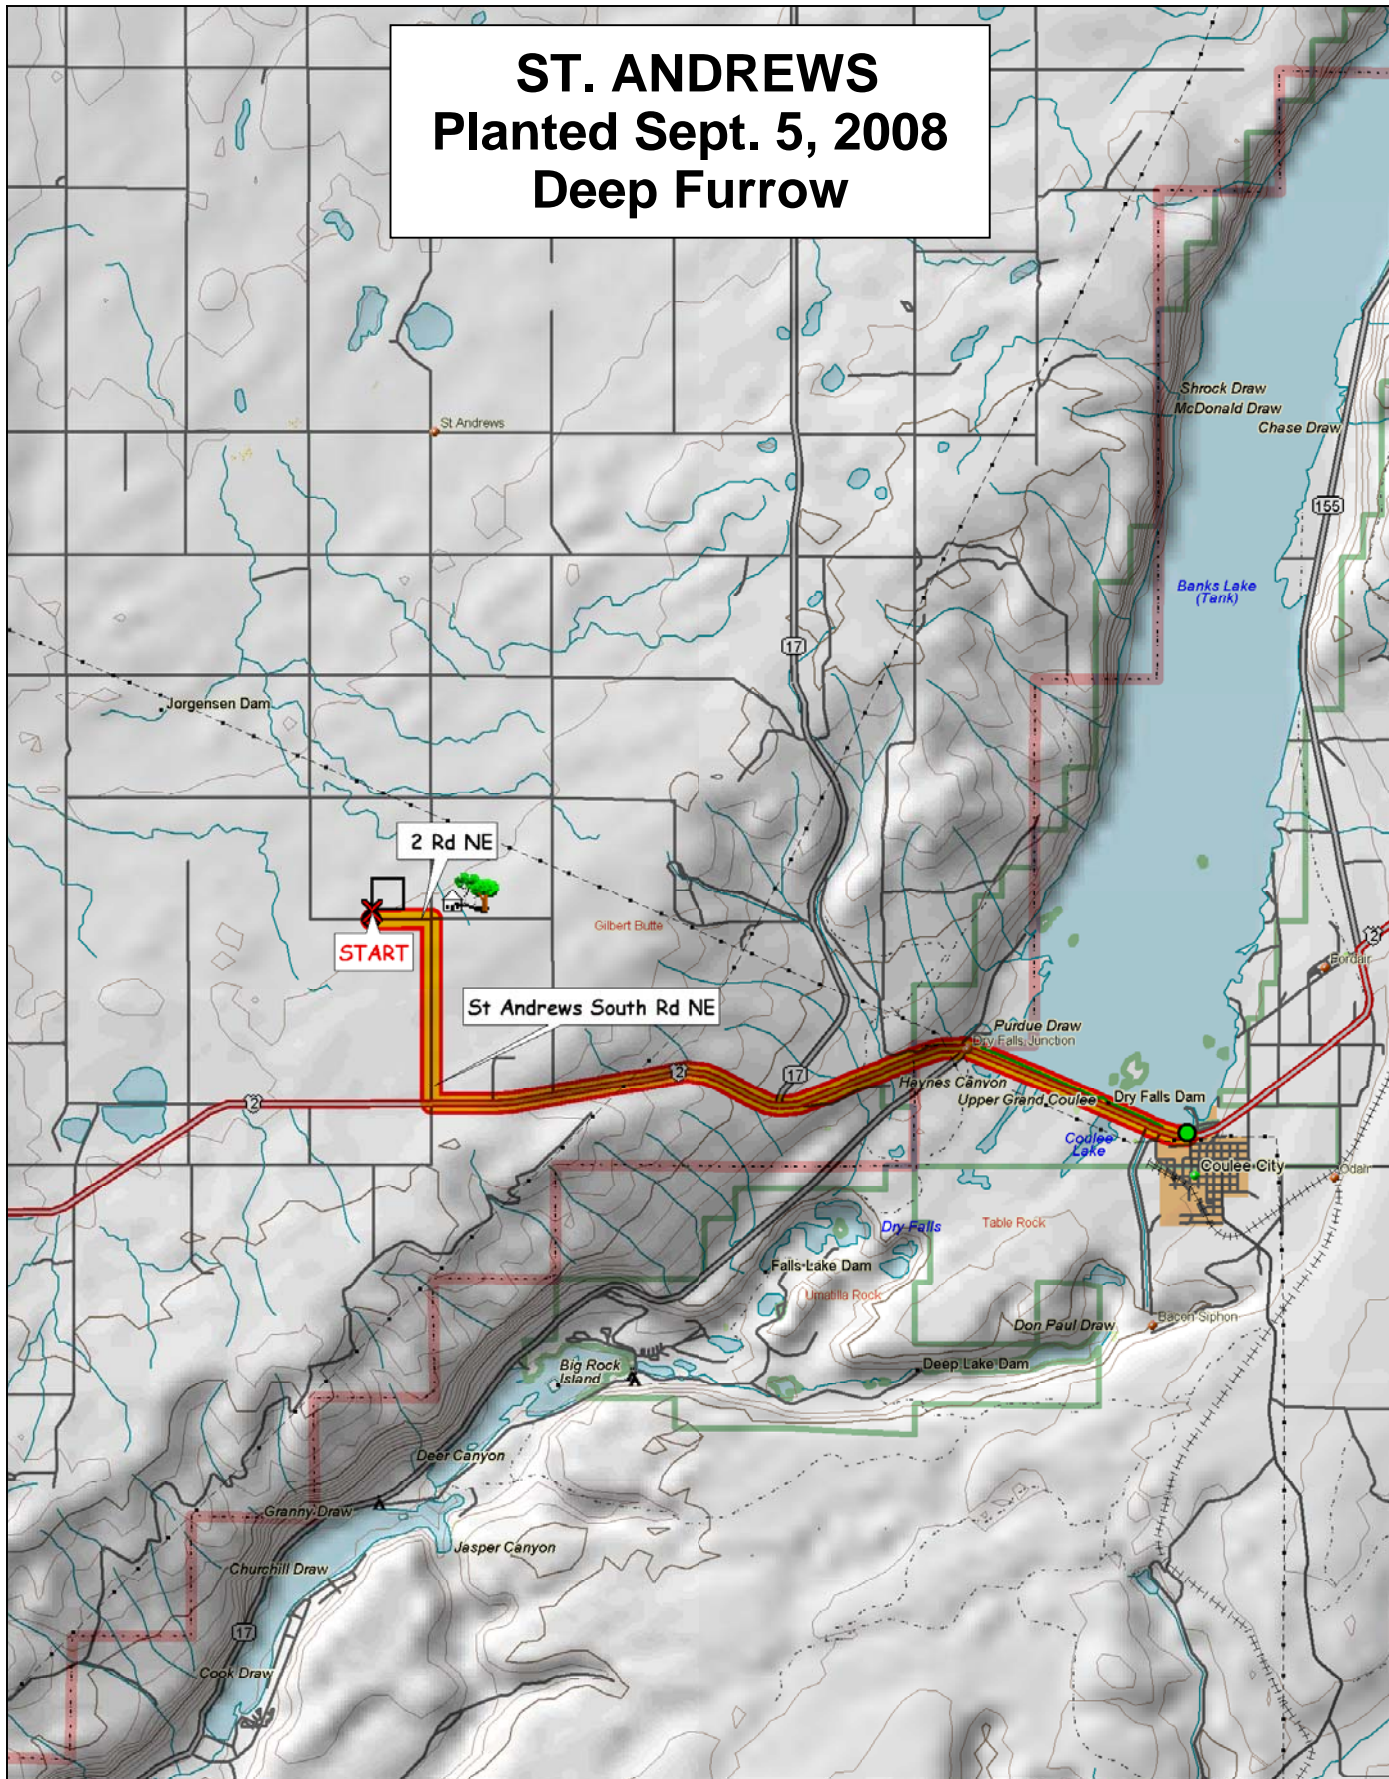 ST. ANDREWS
Planted Sept. 5, 2008
Deep Furrow
Shrock Draw
McDonald Draw
Chase Draw
St Andrews
155
Banks Lake
(Tank)
17
Jorgensen Dam
2 Rd NE
Gilbert Butte
START
2
Fordair
St Andrews South Rd NE
Purdue Draw
Dry Falls Junction
2
17
Haynes Canyon
Upper Grand Coulee
Dry Falls Dam
2
Coulee
Lake
Coulee City
Odair
Dry Falls
Table Rock
Falls Lake Dam
Umatilla Rock
Bacon Siphon
Don Paul Draw
Big Rock
Island
Deep Lake Dam
Deer Canyon
Granny Draw
Jasper Canyon
Churchill Draw
17
Cook Draw